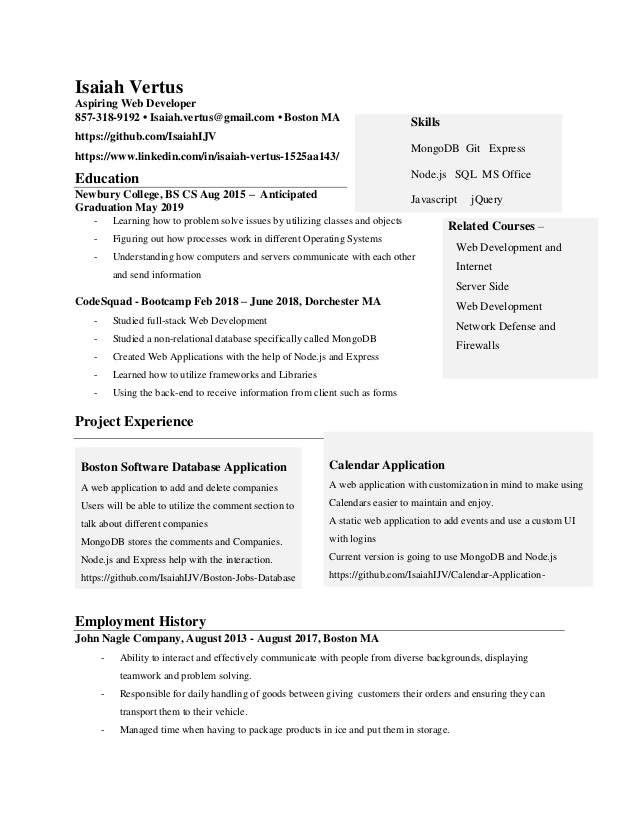 Isaiah Vertus
Aspiring Web Developer
857-318-9192 • Isaiah.vertus@gmail.com • Boston MA
https://github.com/IsaiahIJV
https://www.linkedin.com/in/isaiah-vertus-1525aa143/
Skills
MongoDB Git Express
Node.js SQL MS Office
Javascript jQuery
Education
Newbury College, BS CS Aug 2015 – Anticipated
Graduation May 2019
- Learning how to problem solve issues by utilizing classes and objects
- Figuring out how processes work in different Operating Systems
- Understanding how computers and servers communicate with each other
and send information
Related Courses –
Web Development and
Internet
Server Side
Web Development
Network Defense and
Firewalls
CodeSquad - Bootcamp Feb 2018 – June 2018, Dorchester MA
- Studied full-stack Web Development
- Studied a non-relational database specifically called MongoDB
- Created Web Applications with the help of Node.js and Express
- Learned how to utilize frameworks and Libraries
- Using the back-end to receive information from client such as forms
Project Experience
Boston Software Database Application
A web application to add and delete companies
Users will be able to utilize the comment section to
talk about different companies
MongoDB stores the comments and Companies.
Node.js and Express help with the interaction.
https://github.com/IsaiahIJV/Boston-Jobs-Database
Calendar Application
A web application with customization in mind to make using
Calendars easier to maintain and enjoy.
A static web application to add events and use a custom UI
with logins
Current version is going to use MongoDB and Node.js
https://github.com/IsaiahIJV/Calendar-Application-
Employment History
John Nagle Company, August 2013 - August 2017, Boston MA
- Ability to interact and effectively communicate with people from diverse backgrounds, displaying
teamwork and problem solving.
- Responsible for daily handling of goods between giving customers their orders and ensuring they can
transport them to their vehicle.
- Managed time when having to package products in ice and put them in storage.